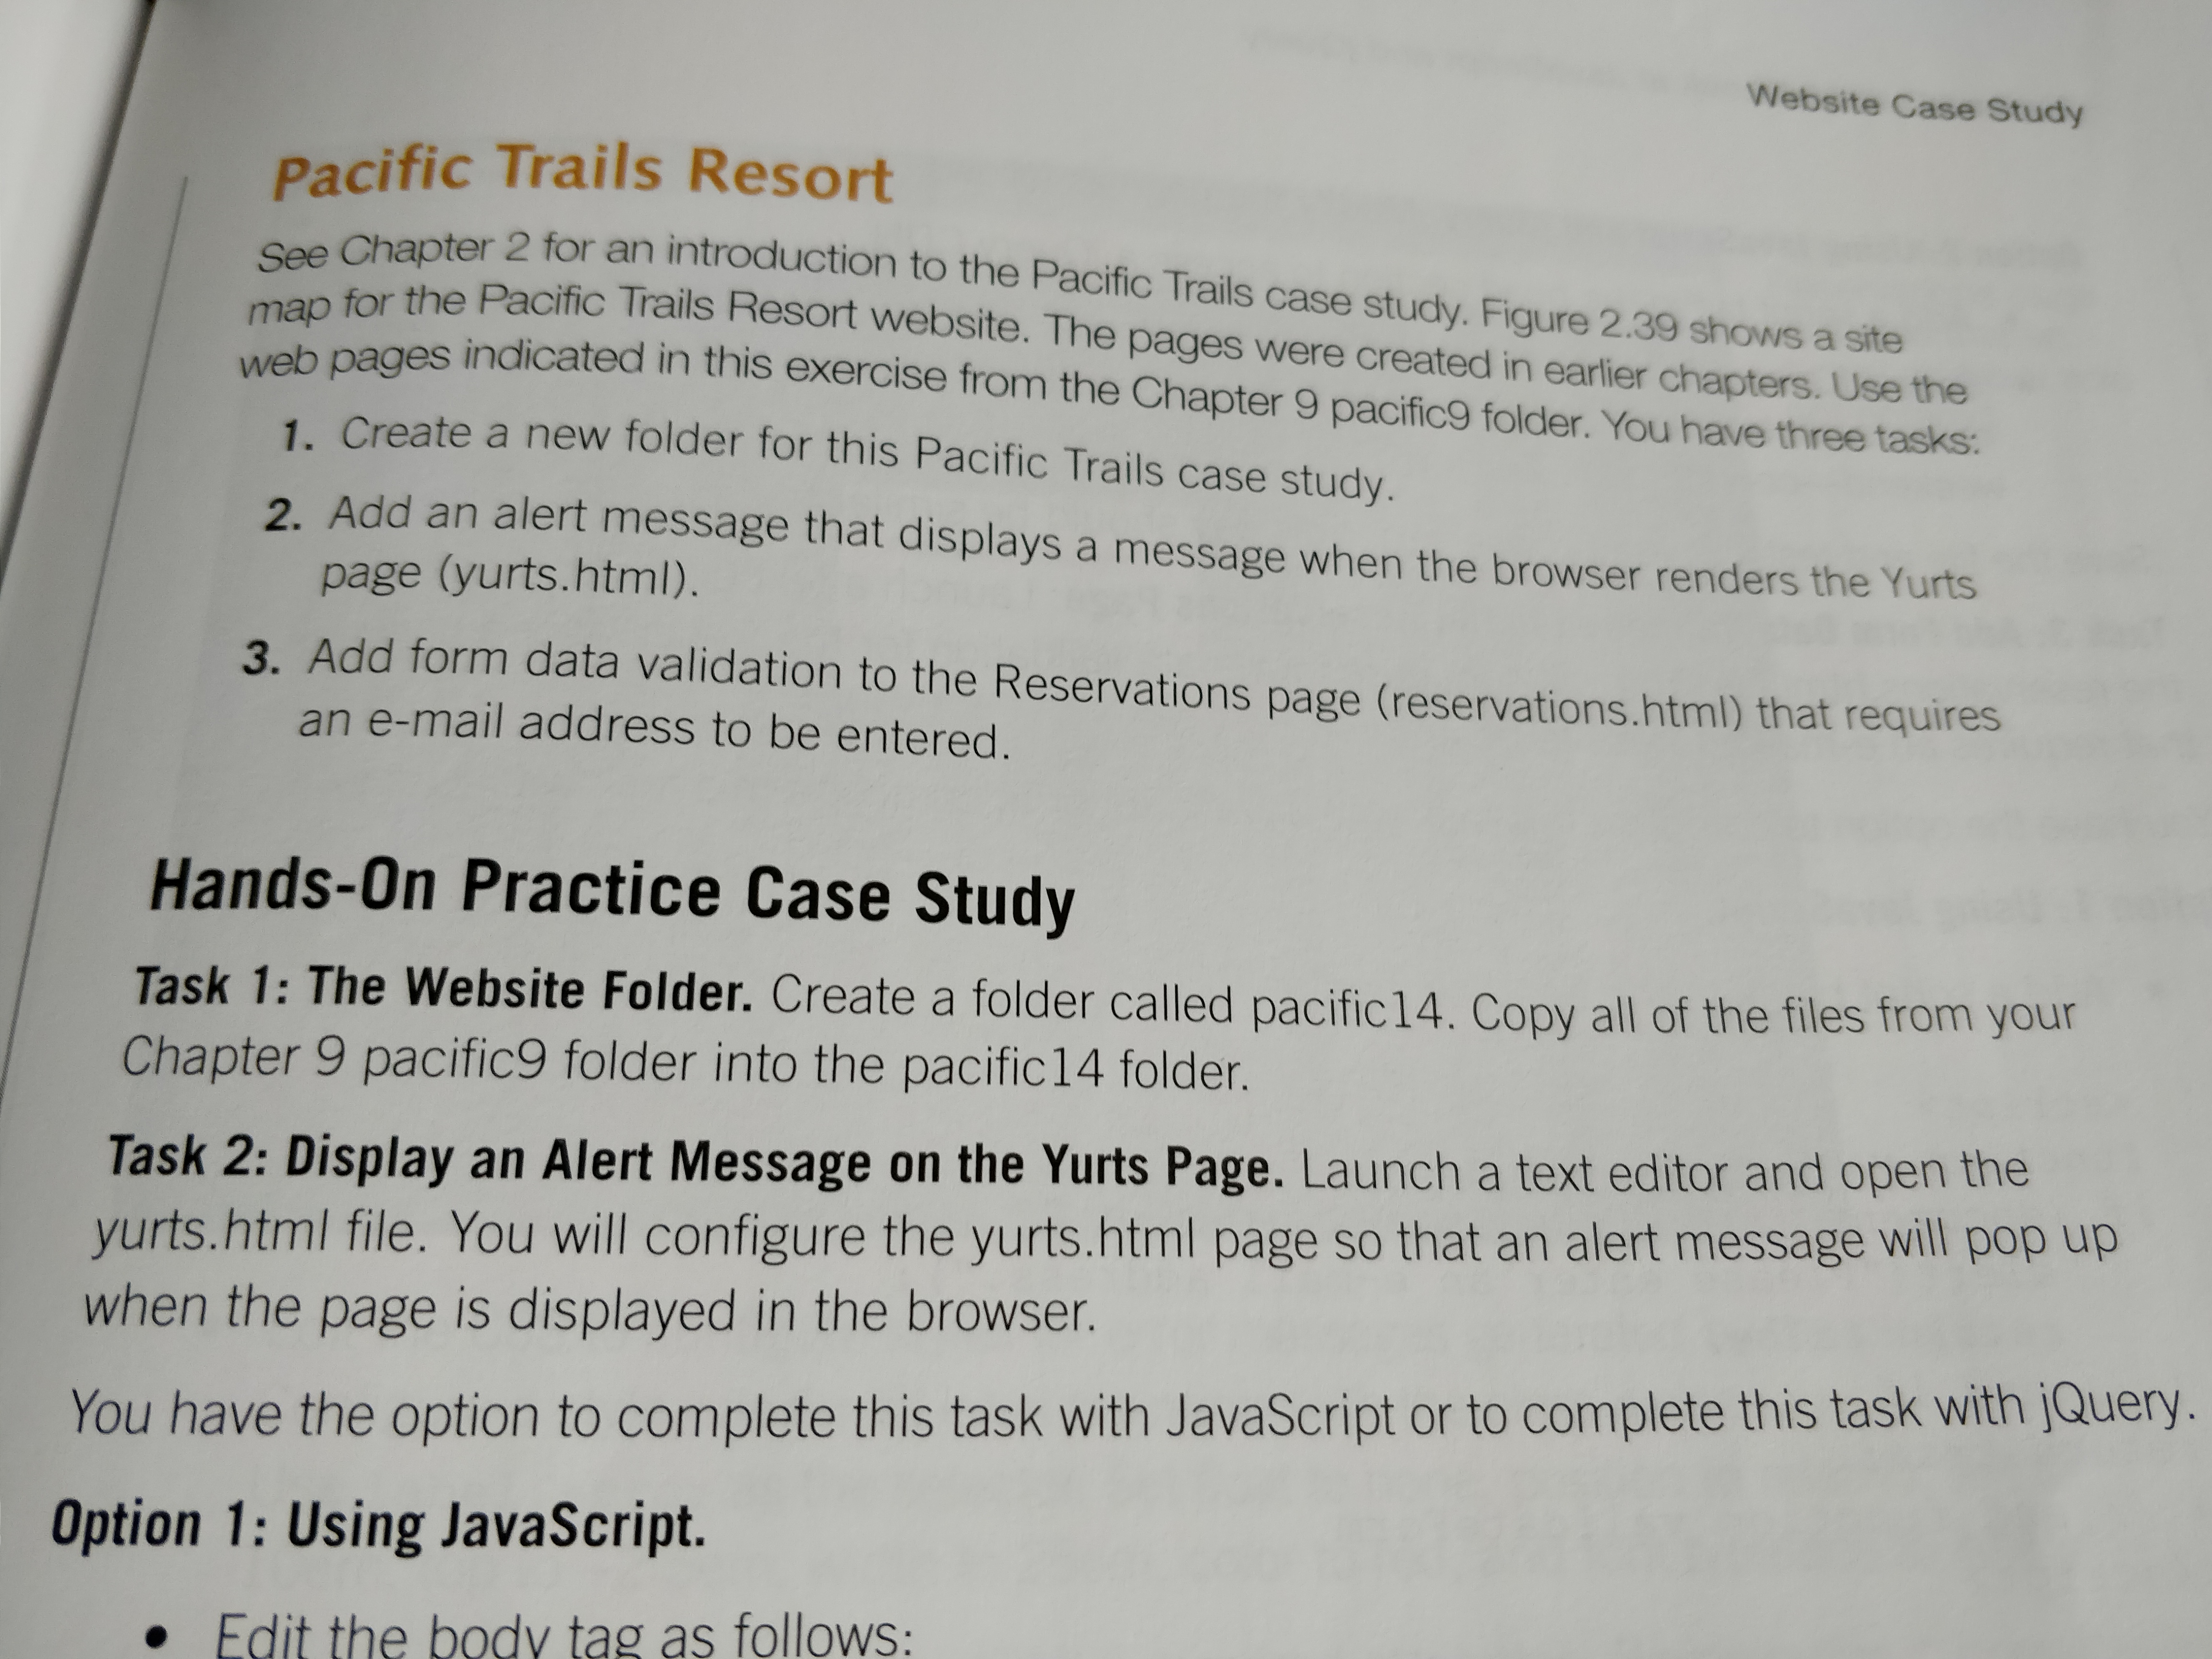 Website Case Study
Pacific Trails Resort
See Chapter 2 for an introduction to the Pacific Trails case study. Figure 2.39 shows a site
map for the Pacific Trails Resort website. The pages were created in earlier chapters. Use the
web pages indicated in this exercise from the Chapter 9 pacific9 folder. You have three tasks:
1. Create a new folder for this Pacific Trails case study.
2. Add an alert message that displays a message when the browser renders the Yurts
page (yurts.html).
3. Add form data validation to the Reservations page (reservations.html) that requires
an e-mail address to be entered.
Hands-On Practice Case Study
Task 1: The Website Folder. Create a folder called pacific14. Copy all of the files from your
Chapter 9 pacific9 folder into the pacific14 folder.
Task 2: Display an Alert Message on the Yurts Page. Launch a text editor and open the
yurts.html file. You will configure the yurts.html page so that an alert message will pop up
when the page is displayed in the browser.
You have the option to complete this task with JavaScript or to complete this task with jQuery.
Option 1: Using JavaScript.
• Edit the body tag as follows: